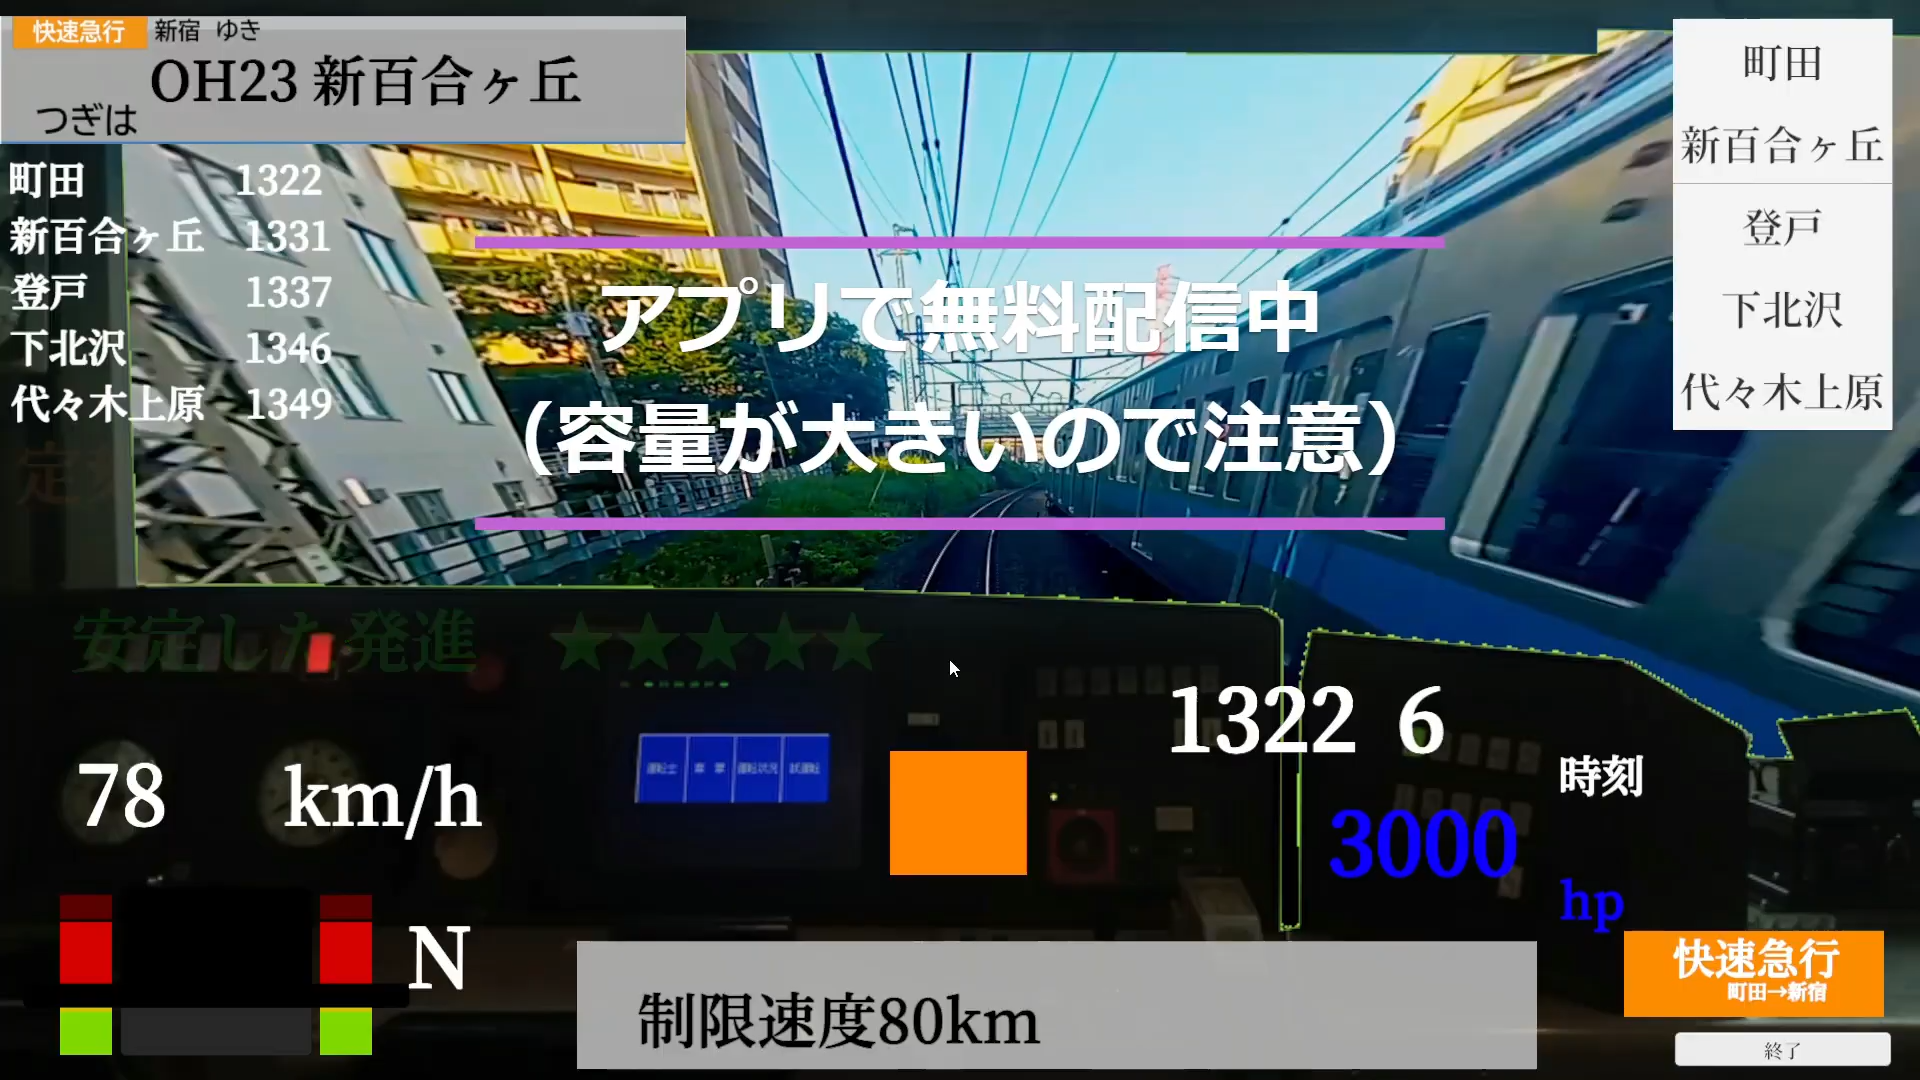 快速急行 新宿 ゆき
OH23 新百合ヶ丘
つぎは
町田 1322
新百合ヶ丘 1331
登戸 1337
下北沢 1346
代々木上原 1349
町田
新百合ヶ丘
登戸
下北沢
代々木上原
アプリで無料配信中
（容量が大きいので注意）
安定した発進 ★★★★★
1322 6
時刻
78 km/h
3000
hp
N
制限速度80km
快速急行
町田→新宿
終了